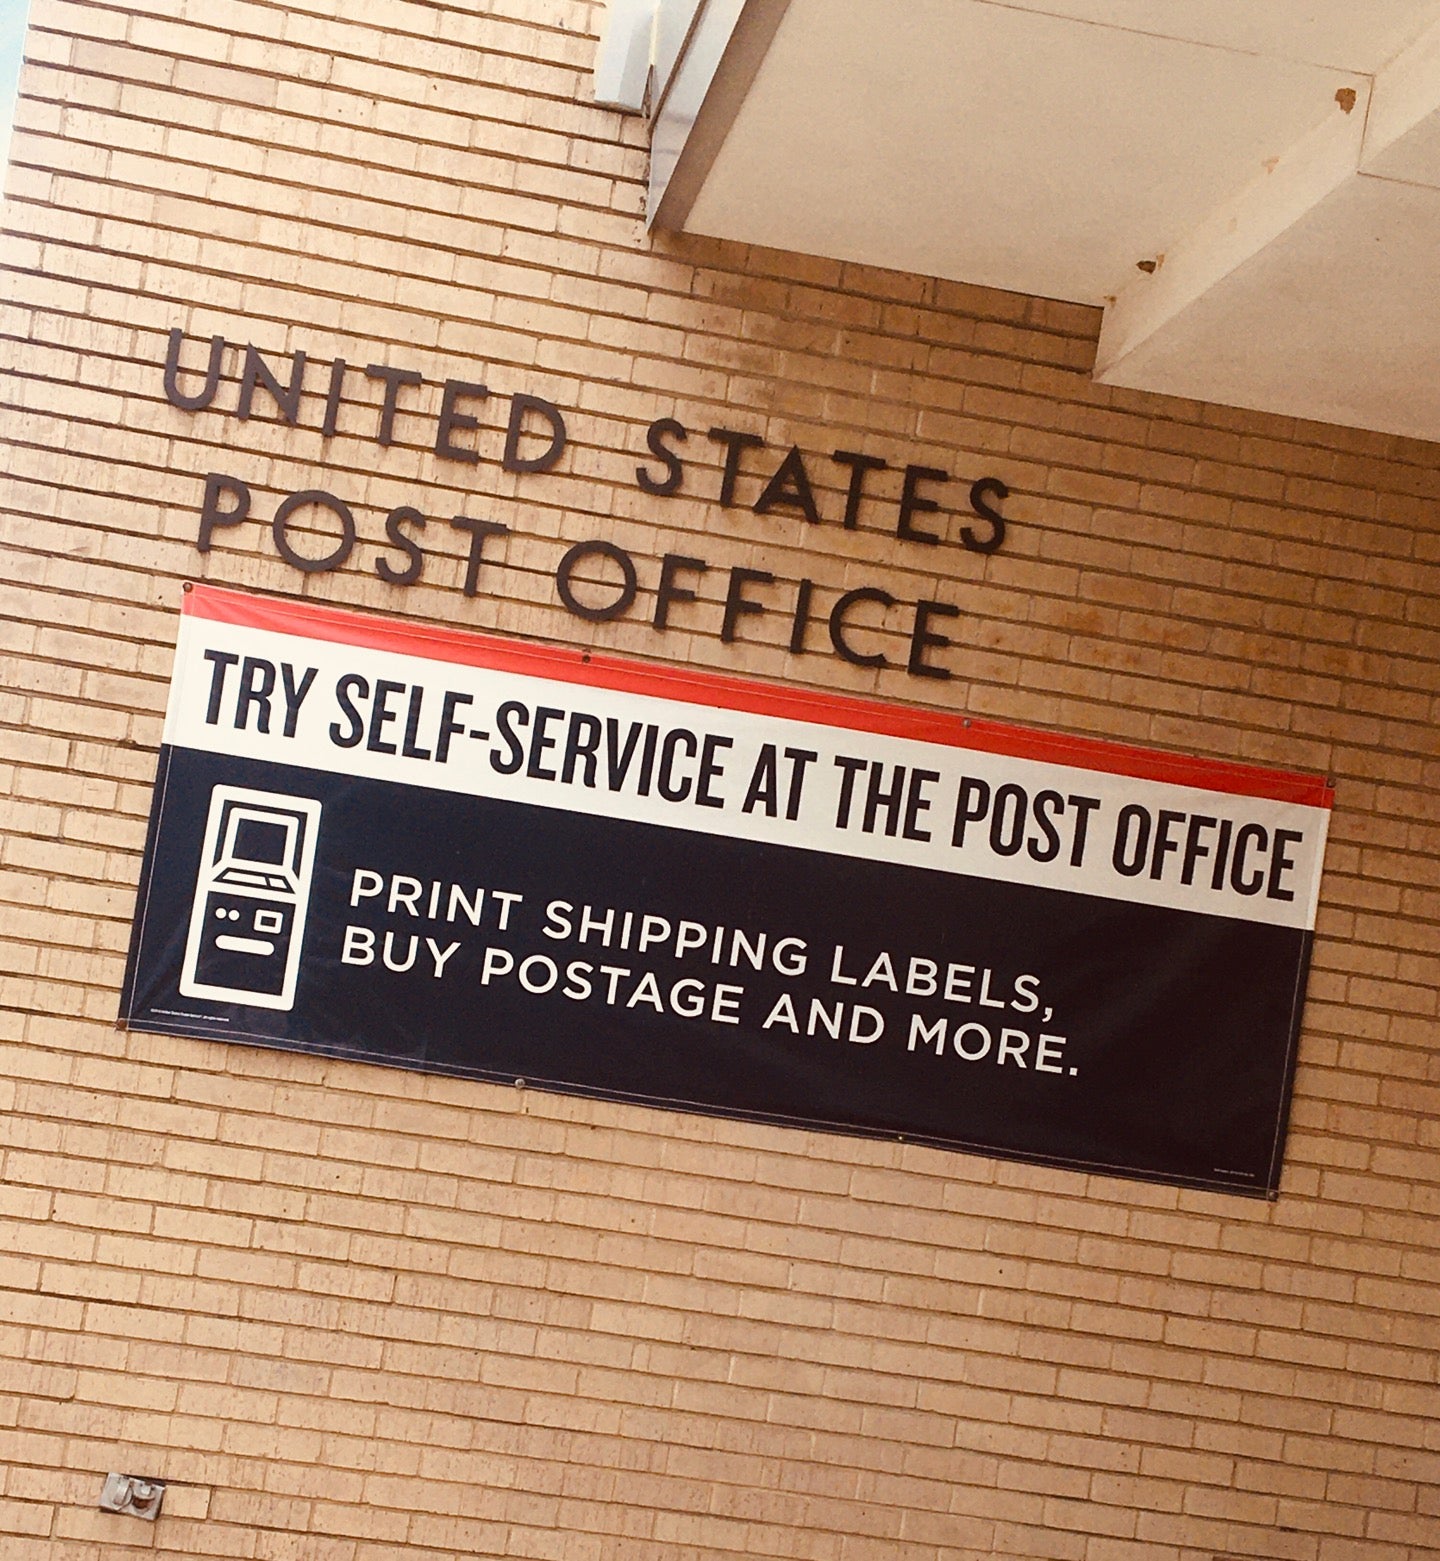 UNITED STATES
POST OFFICE
TRY SELF-SERVICE AT THE POST OFFICE
PRINT SHIPPING LABELS,
BUY POSTAGE AND MORE.